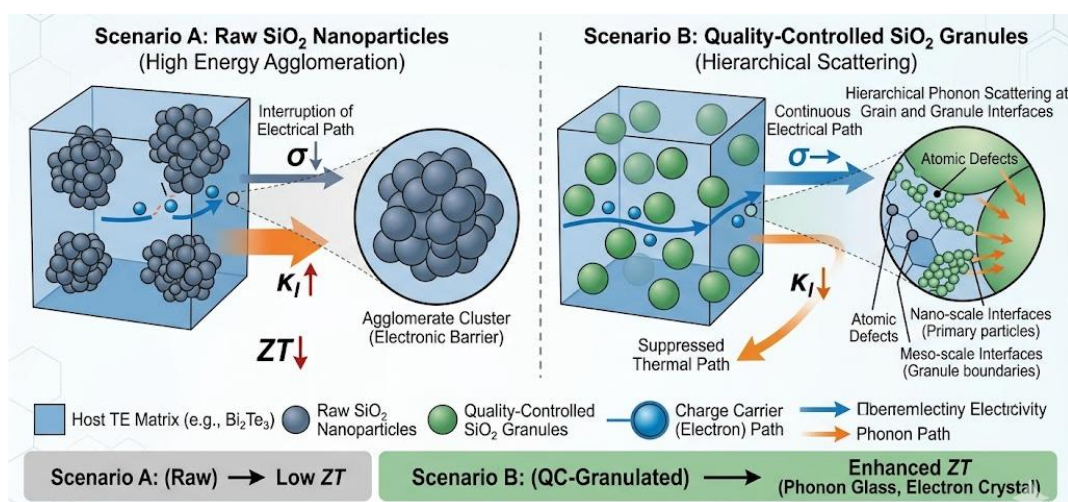 Scenario A: Raw SiO₂ Nanoparticles
(High Energy Agglomeration)
Interruption of
Electrical Path
σ↓
κₗ↑
ZT↓
Agglomerate Cluster
(Electronic Barrier)
Scenario B: Quality-Controlled SiO₂ Granules
(Hierarchical Scattering)
Continuous
Electrical Path
σ→
κₗ↓
Suppressed
Thermal Path
Hierarchical Phonon Scattering at
Grain and Granule Interfaces
Atomic Defects
Atomic
Defects
Nano-scale Interfaces
(Primary particles)
Meso-scale Interfaces
(Granule boundaries)
Host TE Matrix (e.g., Bi₂Te₃)
Raw SiO₂
Nanoparticles
Quality-Controlled
SiO₂ Granules
Charge Carrier
(Electron) Path
Electrcivity
Phonon Path
Scenario A: (Raw) → Low ZT
Scenario B: (QC-Granulated) → Enhanced ZT
(Phonon Glass, Electron Crystal)